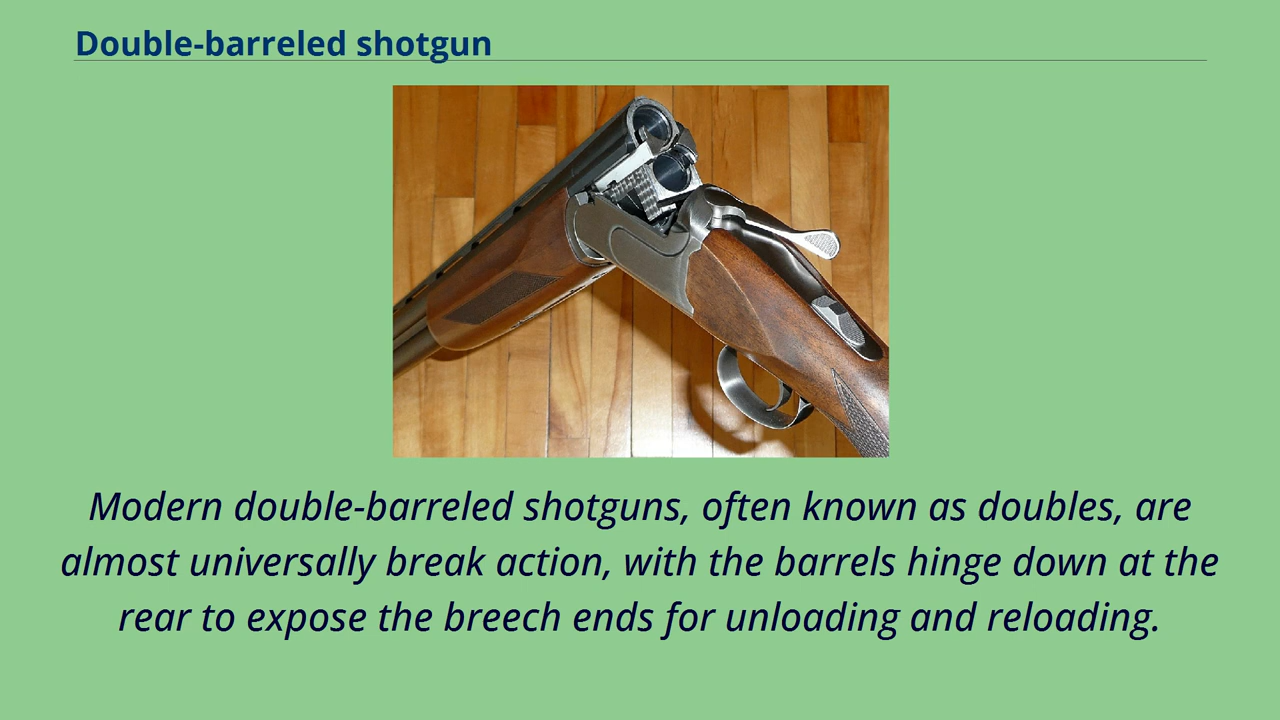 Double-barreled shotgun
Modern double-barreled shotguns, often known as doubles, are
almost universally break action, with the barrels hinge down at the
rear to expose the breech ends for unloading and reloading.